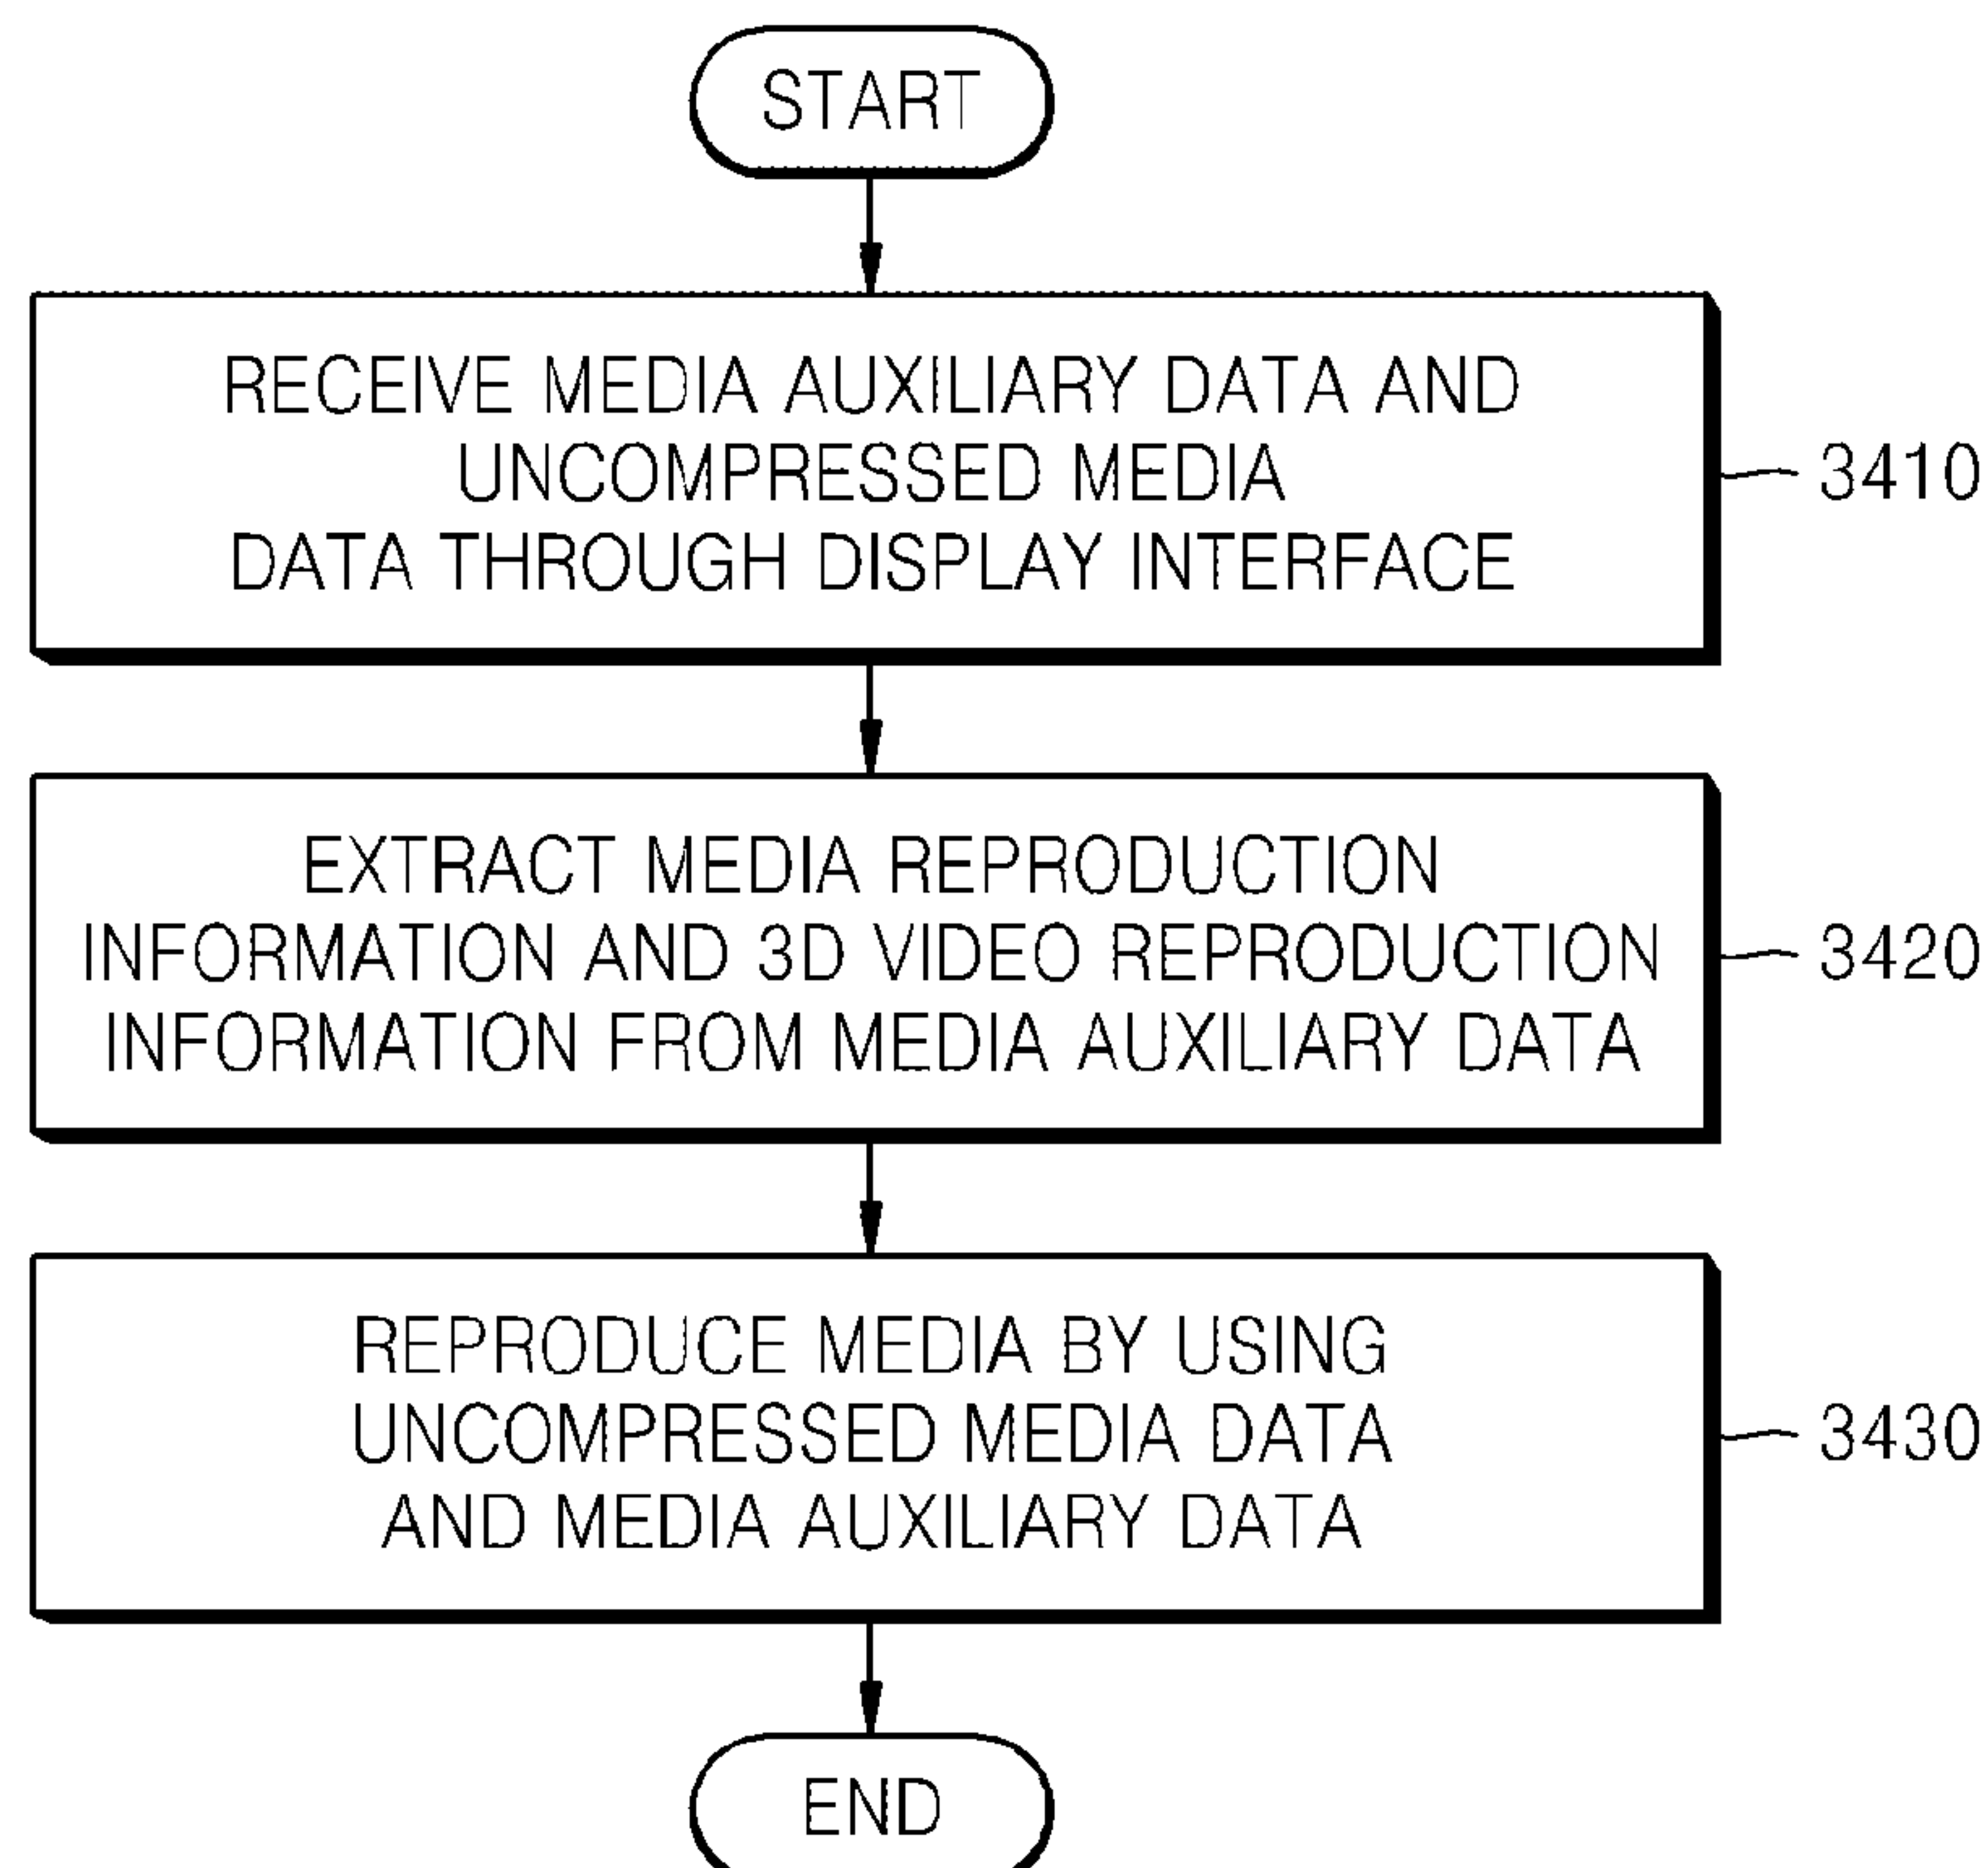 START
RECEIVE MEDIA AUXILIARY DATA AND
UNCOMPRESSED MEDIA
DATA THROUGH DISPLAY INTERFACE
3410
EXTRACT MEDIA REPRODUCTION
INFORMATION AND 3D VIDEO REPRODUCTION
INFORMATION FROM MEDIA AUXILIARY DATA
3420
REPRODUCE MEDIA BY USING
UNCOMPRESSED MEDIA DATA
AND MEDIA AUXILIARY DATA
3430
END